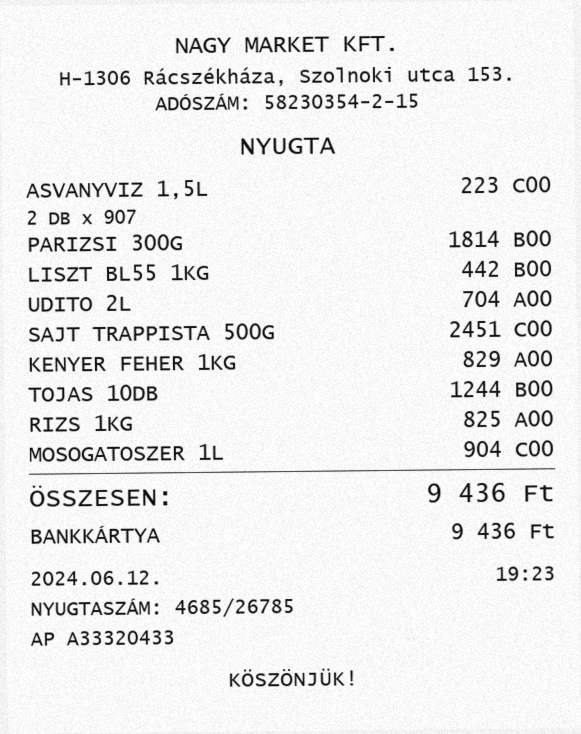 NAGY MARKET KFT.
H-1306 Rácszékháza, Szolnoki utca 153.
ADÓSZÁM: 58230354-2-15
NYUGTA
ASVANYVIZ 1,5L 223 C00
2 DB x 907
PARIZSI 300G 1814 B00
LISZT BL55 1KG 442 B00
UDITO 2L 704 A00
SAJT TRAPPISTA 500G 2451 C00
KENYER FEHER 1KG 829 A00
TOJAS 10DB 1244 B00
RIZS 1KG 825 A00
MOSOGATOSZER 1L 904 C00
ÖSSZESEN: 9 436 Ft
BANKKÁRTYA 9 436 Ft
2024.06.12. 19:23
NYUGTASZÁM: 4685/26785
AP A33320433
KÖSZÖNJÜK!